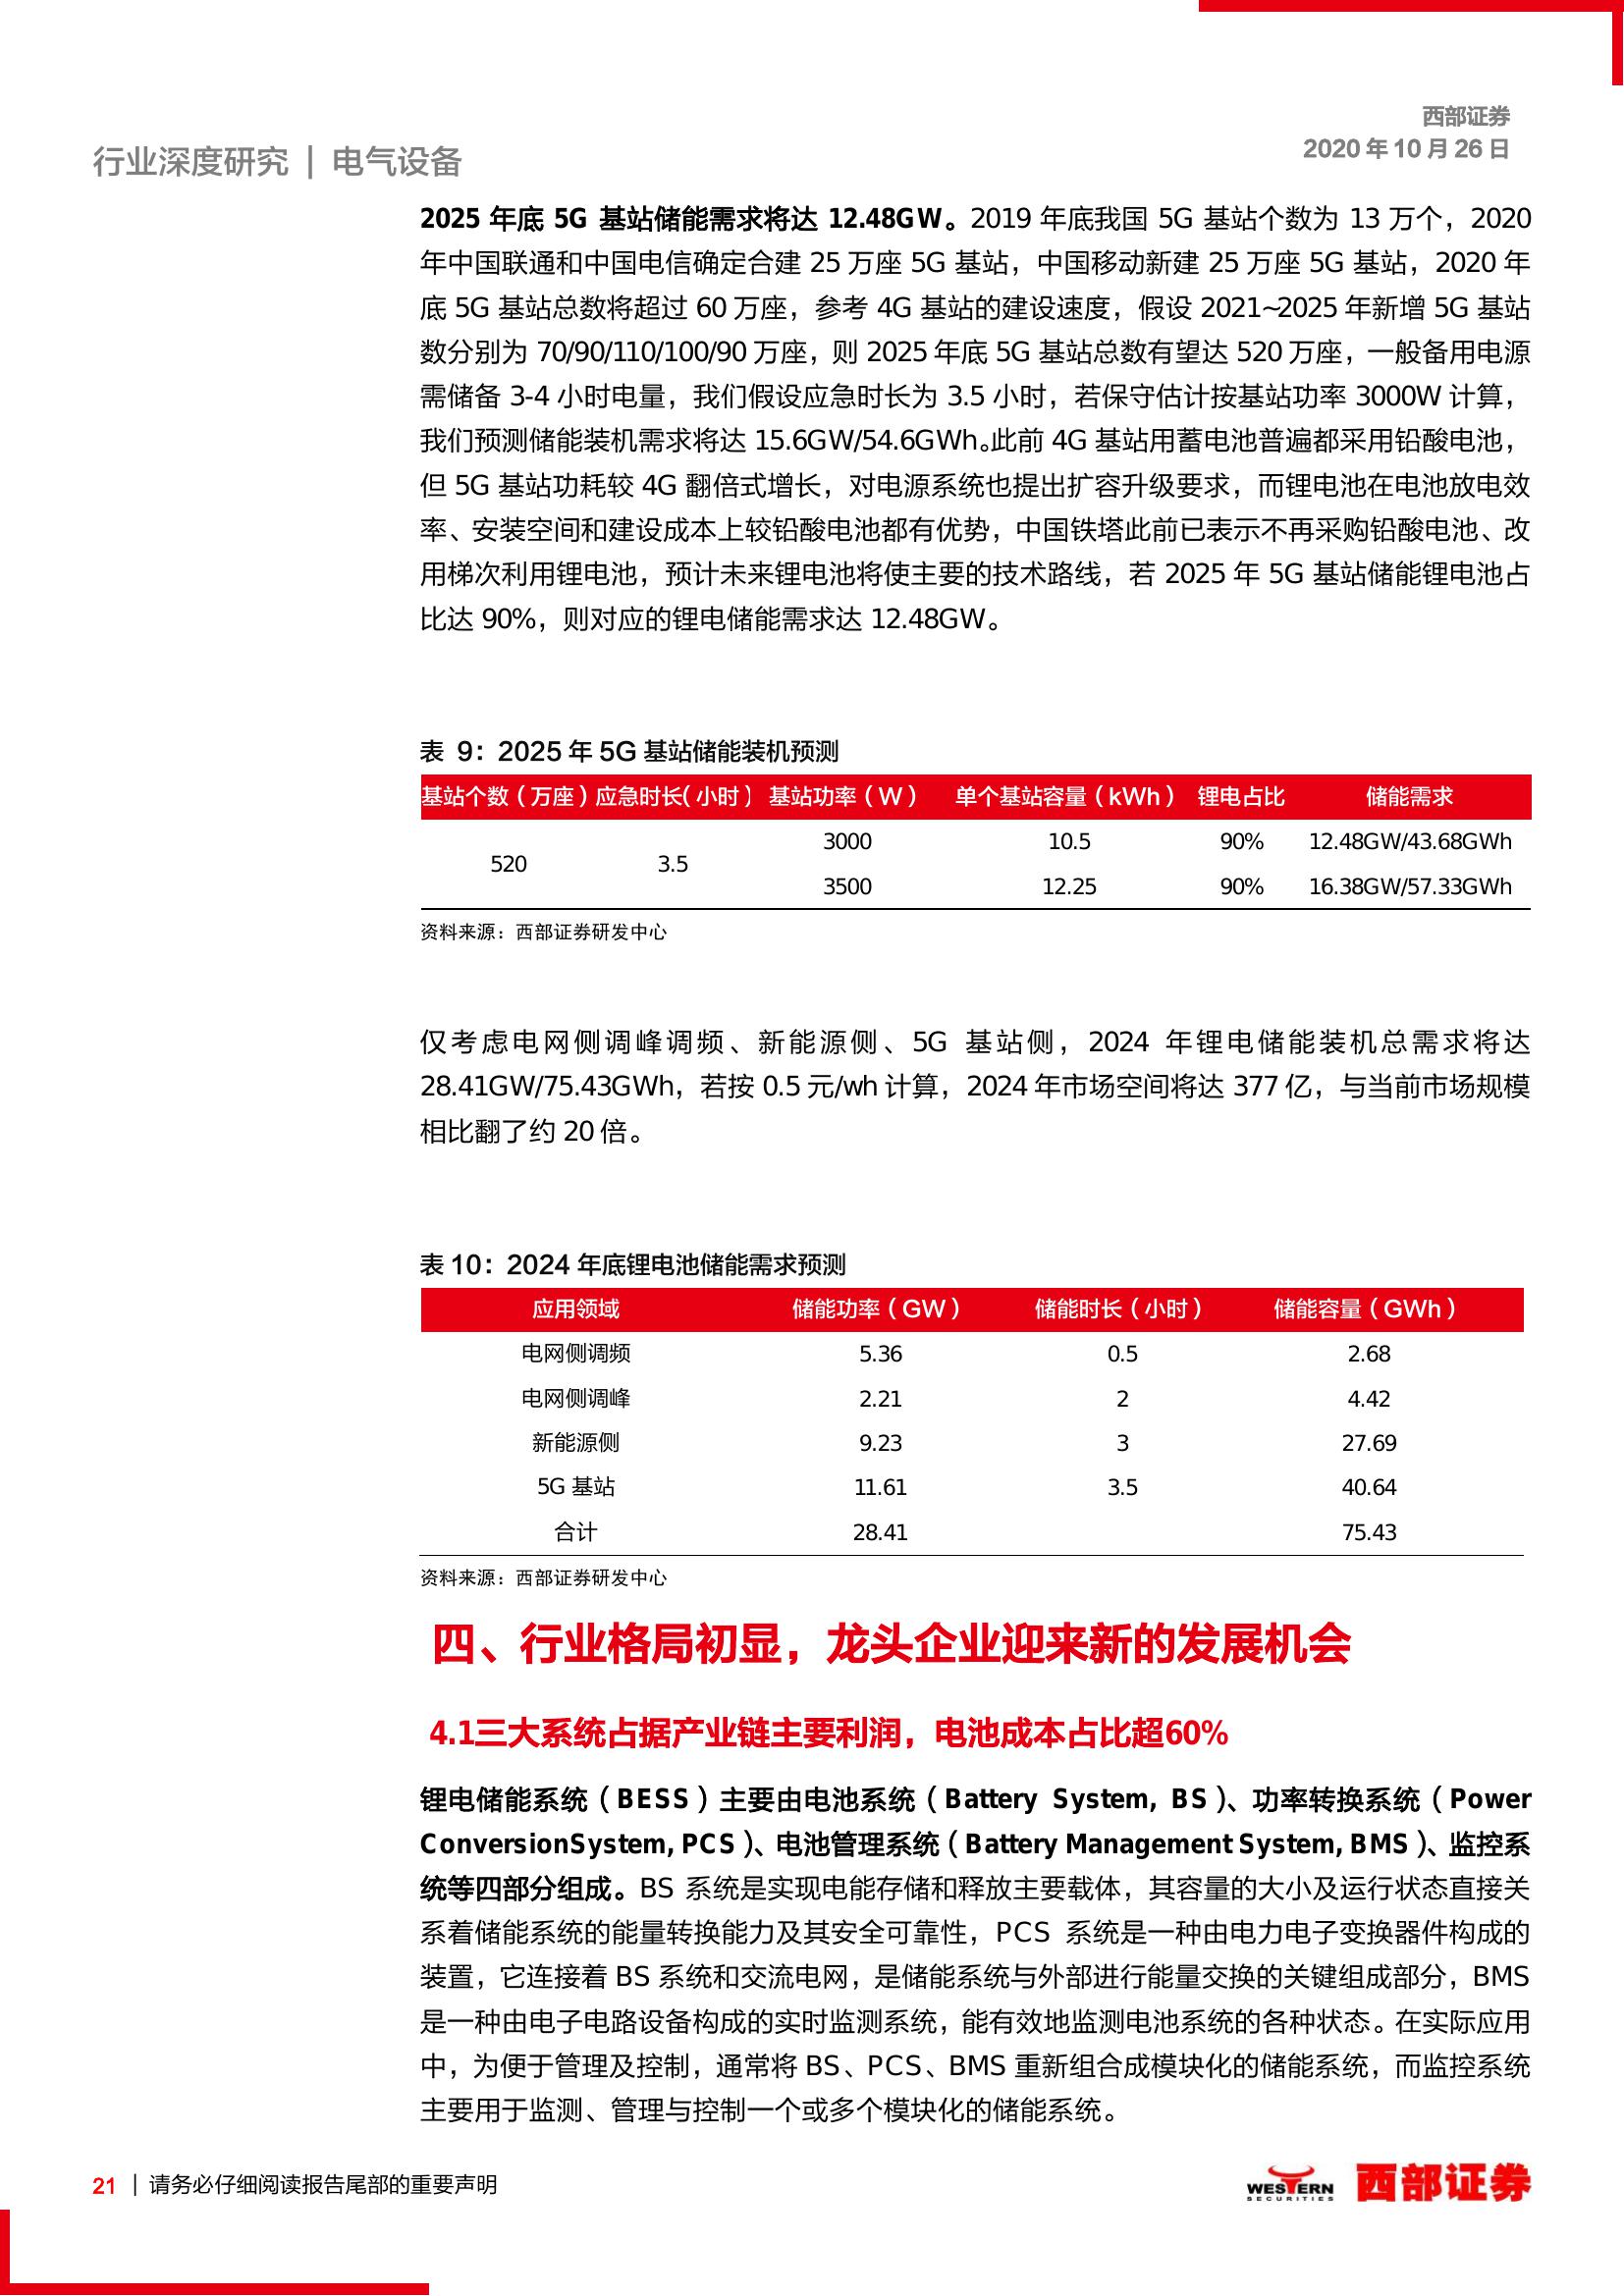 西部证券
2020 年 10 月 26 日
行业深度研究 | 电气设备
2025 年底 5G 基站储能需求将达 12.48GW。2019 年底我国 5G 基站个数为 13 万个，2020
年中国联通和中国电信确定合建 25 万座 5G 基站，中国移动新建 25 万座 5G 基站，2020 年
底 5G 基站总数将超过 60 万座，参考 4G 基站的建设速度，假设 2021~2025 年新增 5G 基站
数分别为 70/90/110/100/90 万座，则 2025 年底 5G 基站总数有望达 520 万座，一般备用电源
需储备 3-4 小时电量，我们假设应急时长为 3.5 小时，若保守估计按基站功率 3000W 计算，
我们预测储能装机需求将达 15.6GW/54.6GWh。此前 4G 基站用蓄电池普遍都采用铅酸电池，
但 5G 基站功耗较 4G 翻倍式增长，对电源系统也提出扩容升级要求，而锂电池在电池放电效
率、安装空间和建设成本上较铅酸电池都有优势，中国铁塔此前已表示不再采购铅酸电池、改
用梯次利用锂电池，预计未来锂电池将使主要的技术路线，若 2025 年 5G 基站储能锂电池占
比达 90%，则对应的锂电储能需求达 12.48GW。
表 9：2025 年 5G 基站储能装机预测
基站个数（万座）应急时长（小时） 基站功率（W） 单个基站容量（kWh） 锂电占比 储能需求
3000 10.5 90% 12.48GW/43.68GWh
520 3.5
3500 12.25 90% 16.38GW/57.33GWh
资料来源：西部证券研发中心
仅考虑电网侧调峰调频、新能源侧、5G 基站侧，2024 年锂电储能装机总需求将达
28.41GW/75.43GWh，若按 0.5 元/wh 计算，2024 年市场空间将达 377 亿，与当前市场规模
相比翻了约 20 倍。
表 10：2024 年底锂电池储能需求预测
应用领域 储能功率（GW） 储能时长（小时） 储能容量（GWh）
电网侧调频 5.36 0.5 2.68
电网侧调峰 2.21 2 4.42
新能源侧 9.23 3 27.69
5G 基站 11.61 3.5 40.64
合计 28.41 75.43
资料来源：西部证券研发中心
四、行业格局初显，龙头企业迎来新的发展机会
4.1三大系统占据产业链主要利润，电池成本占比超60%
锂电储能系统（BESS）主要由电池系统（Battery System, BS）、功率转换系统（Power
ConversionSystem, PCS）、电池管理系统（Battery Management System, BMS）、监控系
统等四部分组成。BS 系统是实现电能存储和释放主要载体，其容量的大小及运行状态直接关
系着储能系统的能量转换能力及其安全可靠性，PCS 系统是一种由电力电子变换器件构成的
装置，它连接着 BS 系统和交流电网，是储能系统与外部进行能量交换的关键组成部分，BMS
是一种由电子电路设备构成的实时监测系统，能有效地监测电池系统的各种状态。在实际应用
中，为便于管理及控制，通常将 BS、PCS、BMS 重新组合成模块化的储能系统，而监控系统
主要用于监测、管理与控制一个或多个模块化的储能系统。
21 | 请务必仔细阅读报告尾部的重要声明
WESTERN
SECURITIES
西部证券